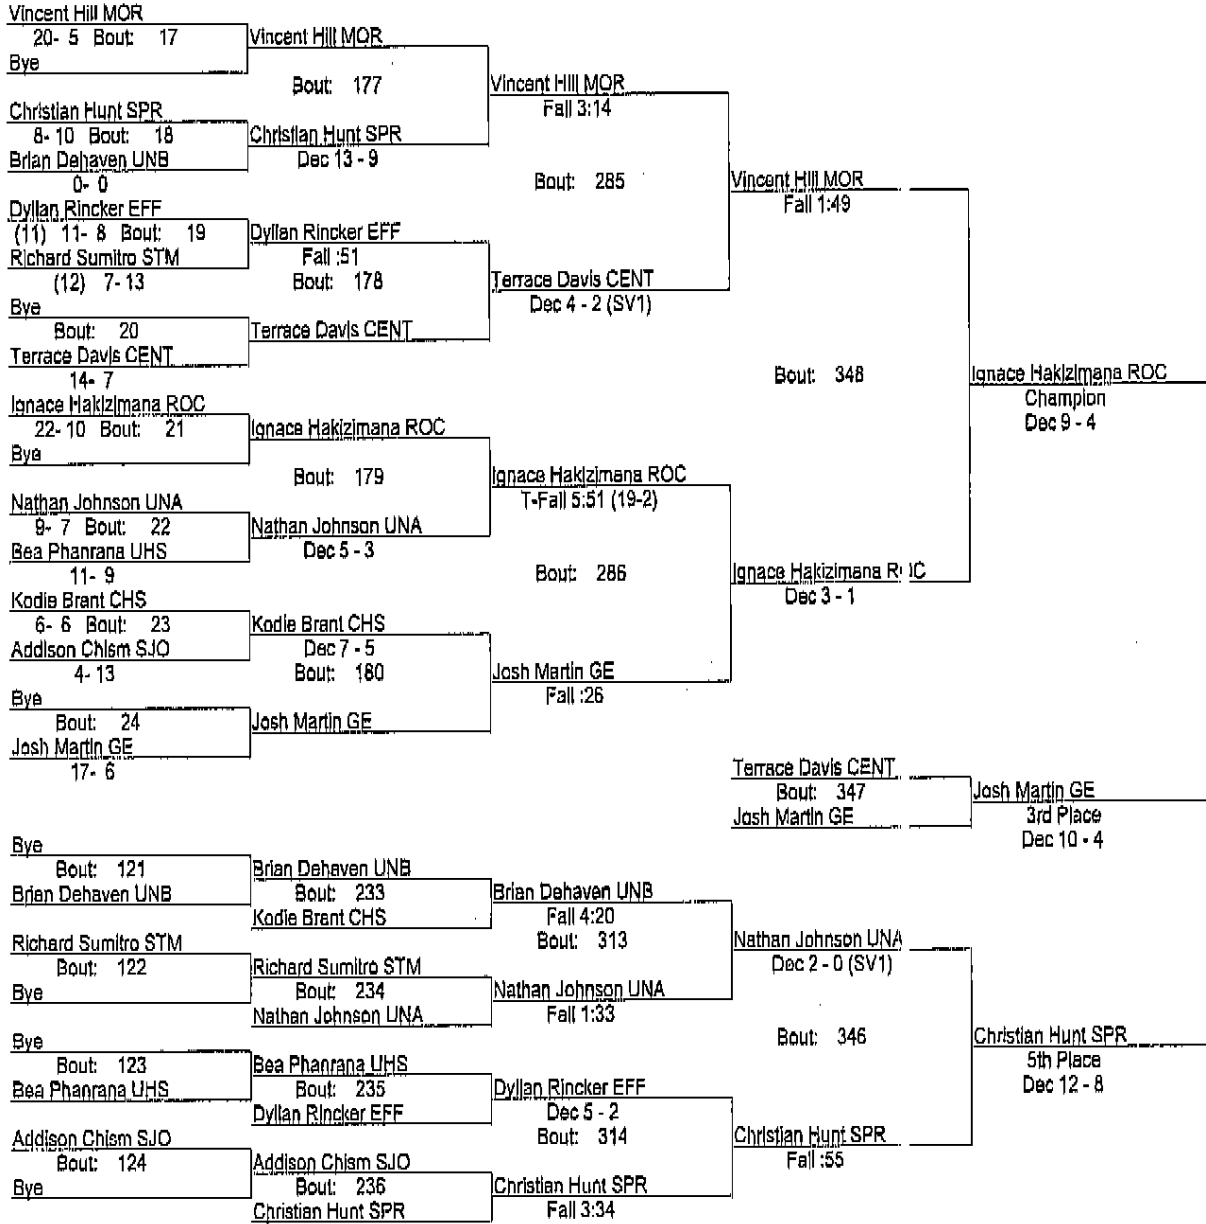 Vincent Hill MOR
20- 5 Bout: 17
Bye
Vincent Hill MOR
Bout: 177
Christian Hunt SPR
8- 10 Bout: 18
Brian Dehaven UNB
0- 0
Christian Hunt SPR
Dec 13 - 9
Vincent Hill MOR
Fall 3:14
Bout: 285
Dyllan Rincker EFF
(11) 11- 8 Bout: 19
Richard Sumitro STM
(12) 7- 13
Dyllan Rincker EFF
Fall :51
Bout: 178
Bye
Bout: 20
Terrace Davis CENT
14- 7
Terrace Davis CENT
Terrace Davis CENT
Dec 4 - 2 (SV1)
Vincent Hill MOR
Fall 1:49
Bout: 348
Ignace Hakizimana ROC
22- 10 Bout: 21
Bye
Ignace Hakizimana ROC
Bout: 179
Nathan Johnson UNA
9- 7 Bout: 22
Bea Phanrana UHS
11- 9
Nathan Johnson UNA
Dec 5 - 3
Ignace Hakizimana ROC
T-Fall 5:51 (19-2)
Bout: 286
Kodie Brant CHS
6- 6 Bout: 23
Addison Chism SJO
4- 13
Kodie Brant CHS
Dec 7 - 5
Bout: 180
Bye
Bout: 24
Josh Martin GE
17- 6
Josh Martin GE
Josh Martin GE
Fall :26
Ignace Hakizimana ROC
Dec 3 - 1
Ignace Hakizimana ROC
Champion
Dec 9 - 4
Terrace Davis CENT
Bout: 347
Josh Martin GE
Josh Martin GE
3rd Place
Dec 10 - 4
Bye
Bout: 121
Brian Dehaven UNB
Brian Dehaven UNB
Bout: 233
Kodie Brant CHS
Brian Dehaven UNB
Fall 4:20
Bout: 313
Richard Sumitro STM
Bout: 122
Bye
Richard Sumitro STM
Bout: 234
Nathan Johnson UNA
Nathan Johnson UNA
Fall 1:33
Nathan Johnson UNA
Dec 2 - 0 (SV1)
Bout: 346
Bye
Bout: 123
Bea Phanrana UHS
Bea Phanrana UHS
Bout: 235
Dyllan Rincker EFF
Dyllan Rincker EFF
Dec 5 - 2
Bout: 314
Addison Chism SJO
Bout: 124
Bye
Addison Chism SJO
Bout: 236
Christian Hunt SPR
Christian Hunt SPR
Fall 3:34
Christian Hunt SPR
Fall :55
Christian Hunt SPR
5th Place
Dec 12 - 8